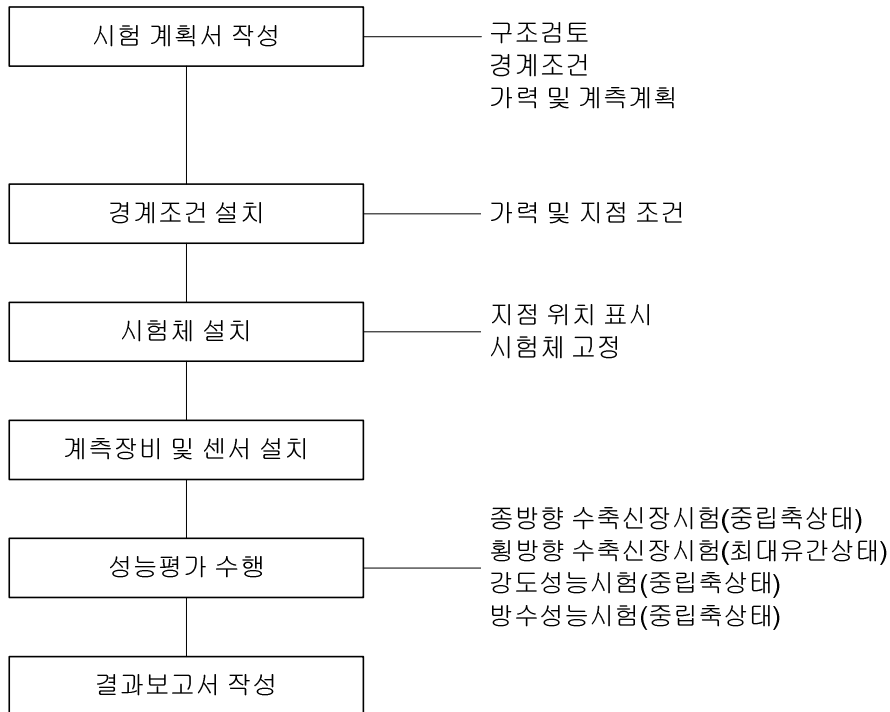 시험 계획서 작성
구조검토
경계조건
가력 및 계측계획
경계조건 설치
가력 및 지점 조건
시험체 설치
지점 위치 표시
시험체 고정
계측장비 및 센서 설치
성능평가 수행
종방향 수축신장시험(중립축상태)
횡방향 수축신장시험(최대유간상태)
강도성능시험(중립축상태)
방수성능시험(중립축상태)
결과보고서 작성